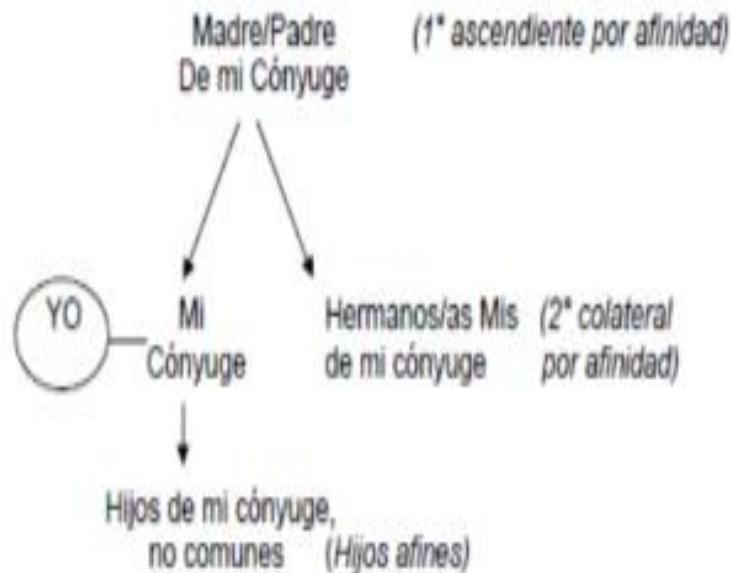 Madre/Padre (1° ascendiente por afinidad)
De mi Cónyuge
YO
Mi Hermanos/as Mis (2° colateral
Cónyuge de mi cónyuge por afinidad)
Hijos de mi cónyuge,
no comunes (Hijos afines)